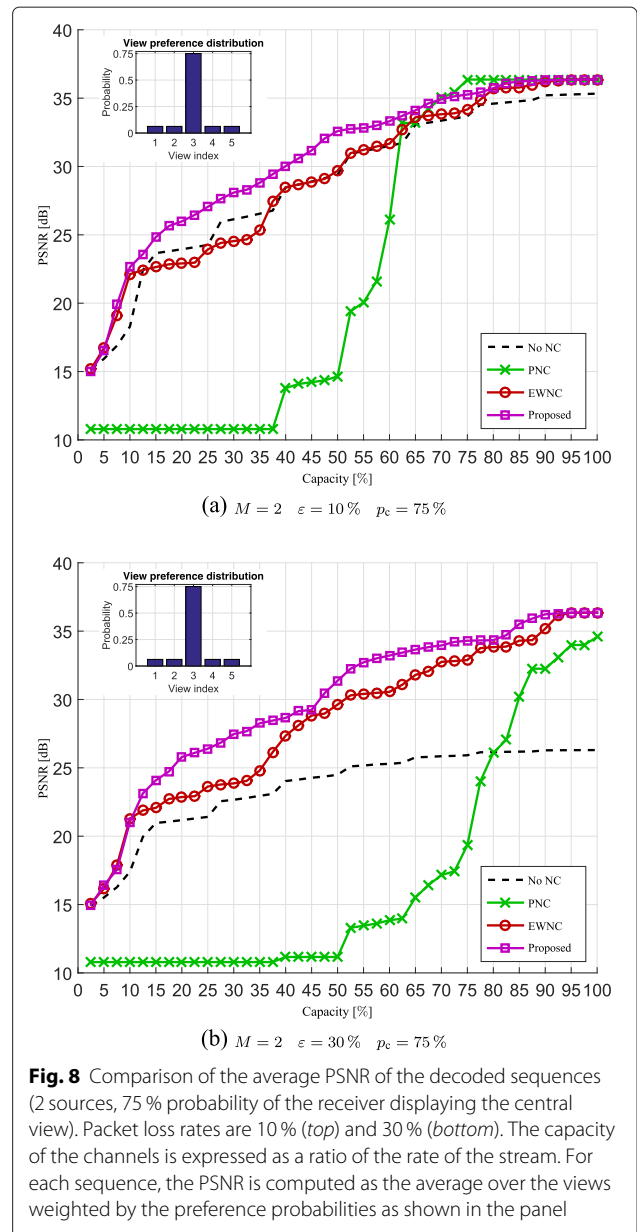 View preference distribution
Probability
0.75
0.5
0.25
0
1 2 3 4 5
View index
PSNR [dB]
40
35
30
25
20
15
10
No NC
PNC
EWNC
Proposed
0 5 10 15 20 25 30 35 40 45 50 55 60 65 70 75 80 85 90 95 100
Capacity [%]
(a) M = 2 ε = 10 % p_c = 75 %
View preference distribution
Probability
0.75
0.5
0.25
0
1 2 3 4 5
View index
PSNR [dB]
40
35
30
25
20
15
10
No NC
PNC
EWNC
Proposed
0 5 10 15 20 25 30 35 40 45 50 55 60 65 70 75 80 85 90 95 100
Capacity [%]
(b) M = 2 ε = 30 % p_c = 75 %
Fig. 8 Comparison of the average PSNR of the decoded sequences
(2 sources, 75 % probability of the receiver displaying the central
view). Packet loss rates are 10 % (top) and 30 % (bottom). The capacity
of the channels is expressed as a ratio of the rate of the stream. For
each sequence, the PSNR is computed as the average over the views
weighted by the preference probabilities as shown in the panel